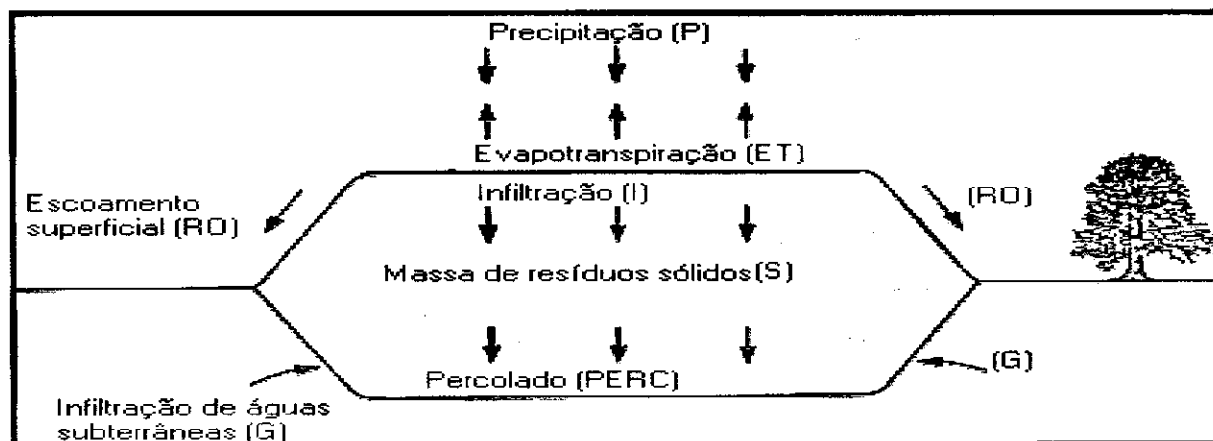 Precipitação (P)
Evapotranspiração (ET)
Infiltração (I)
Escoamento
superficial (RO)
(RO)
Massa de resíduos sólidos(S)
Percolado (PERC)
(G)
Infiltração de águas
subterrâneas (G)